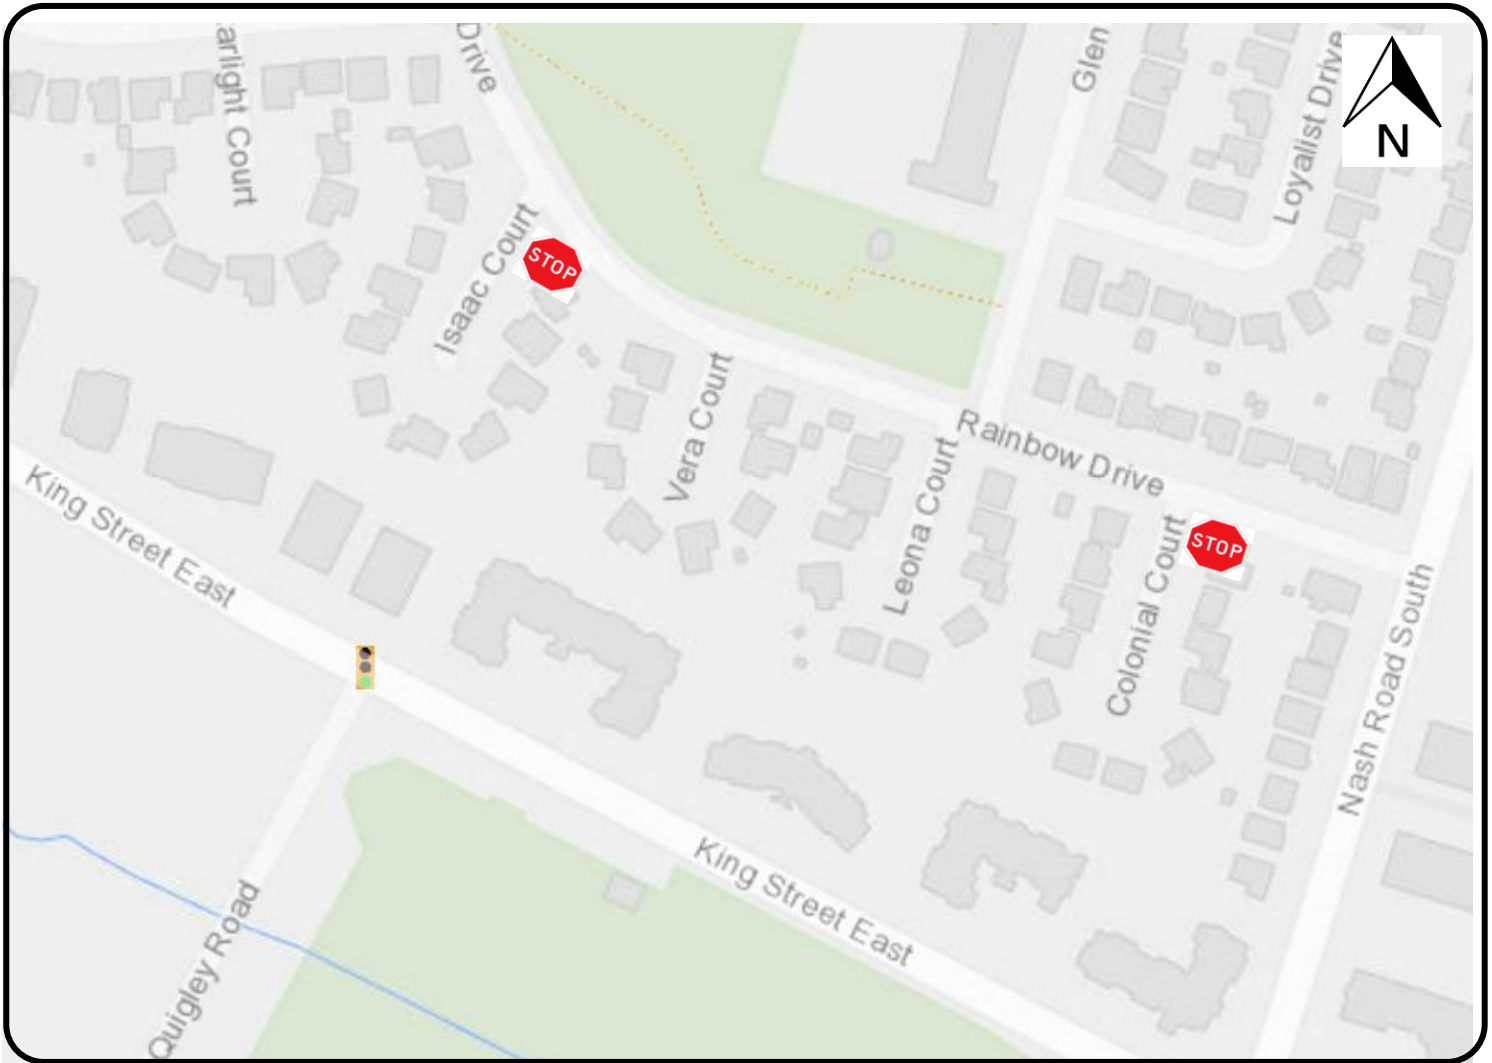 arlight Court
Drive
Glen
Loyalist Drive
N
Isaac Court
STOP
Vera Court
Rainbow Drive
Leona Court
King Street East
Colonial Court
STOP
Nash Road South
King Street East
Quigley Road